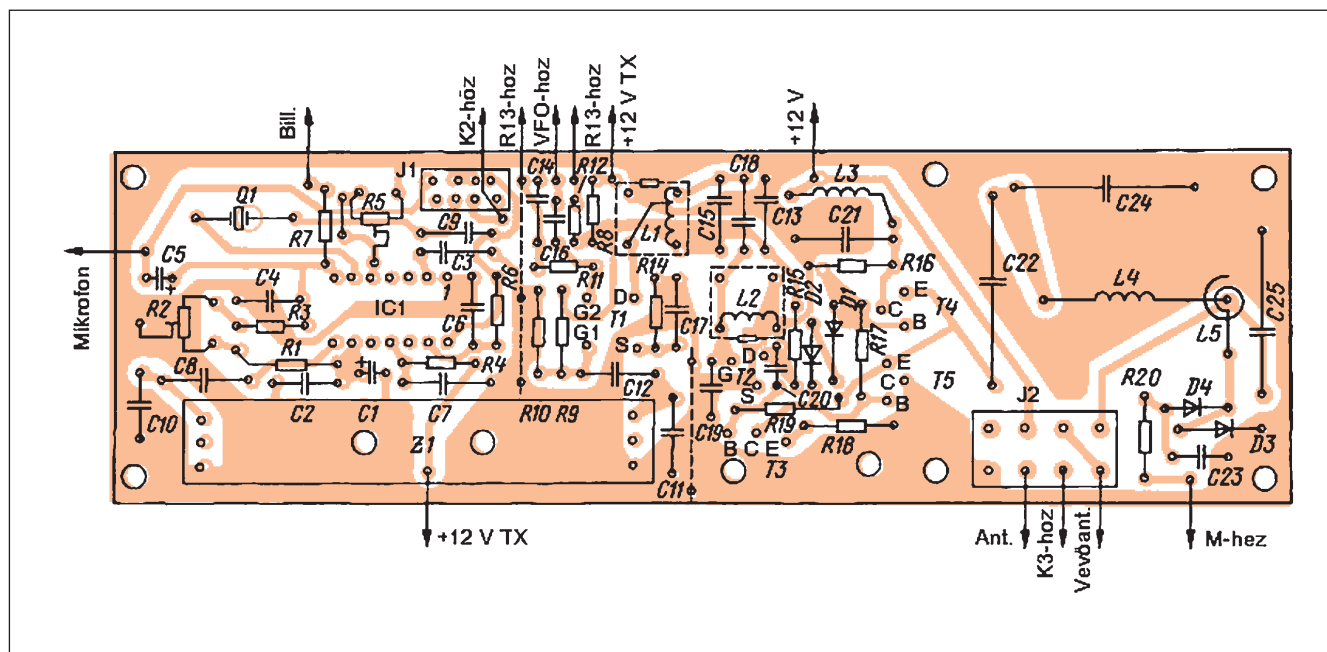 Bill.
K2-höz
R13-hoz
VFO-hoz
R13-hoz
+12 V TX
+12 V
Mikrofon
Q1
R7
R5
J1
C9
C3
C14
C16
R12
R8
L1
C15
C18
C13
L3
C21
C24
C5
R2
C4
R3
IC1
1
C6
R6
R11
R14
D
G2
G1
T1
S
C17
L2
R15
D2
D1
R16
R17
E
C
B
T4
C22
L4
L5
C25
C8
R1
R4
C10
C2
C1
C7
R10
R9
C12
D
G
T2
S
C20
E
C
B
T5
J2
R20
D4
D3
C23
Z1
C11
C19
R19
R18
B
C
E
T3
+12 V TX
Ant.
K3-hoz
Vevöant.
M-hez